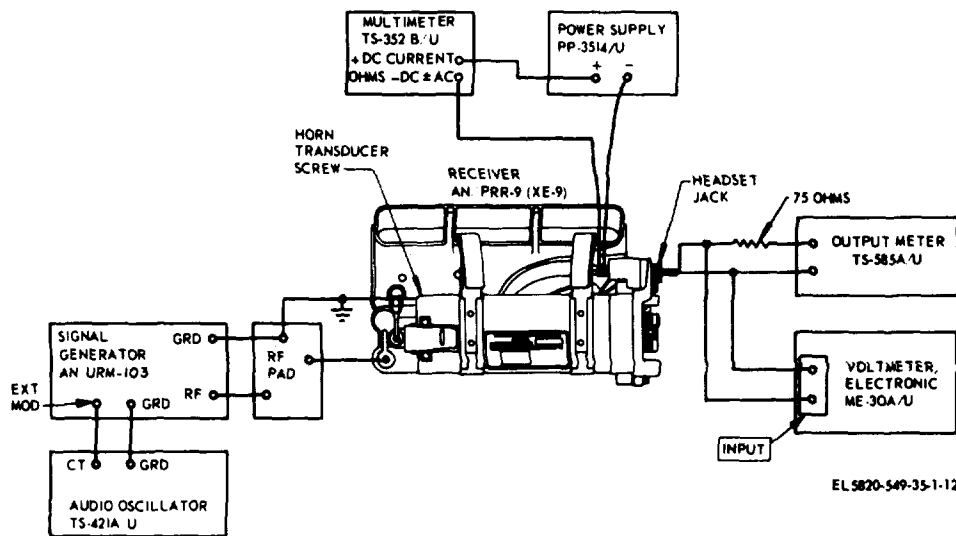 MULTIMETER
TS-352 B/U
+ DC CURRENT
OHMS -DC ± AC
POWER SUPPLY
PP-3514/U
+ -
HORN
TRANSDUCER
SCREW
RECEIVER
AN. PRR-9 (XE-9)
HEADSET
JACK
75 OHMS
OUTPUT METER
TS-585A/U
SIGNAL
GENERATOR
AN URM-103
GRD
RF
PAD
EXT
MOD
GRD
RF
VOLTMETER,
ELECTRONIC
ME-30A/U
INPUT
CT
GRD
AUDIO OSCILLATOR
TS-421A U
EL5820-549-35-1-12